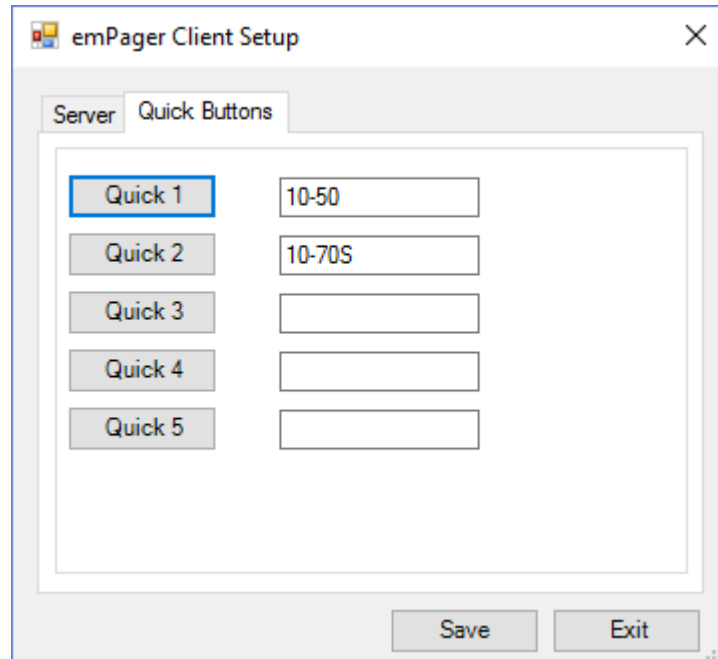 emPager Client Setup
Server Quick Buttons
Quick 1 10-50
Quick 2 10-70S
Quick 3
Quick 4
Quick 5
Save Exit